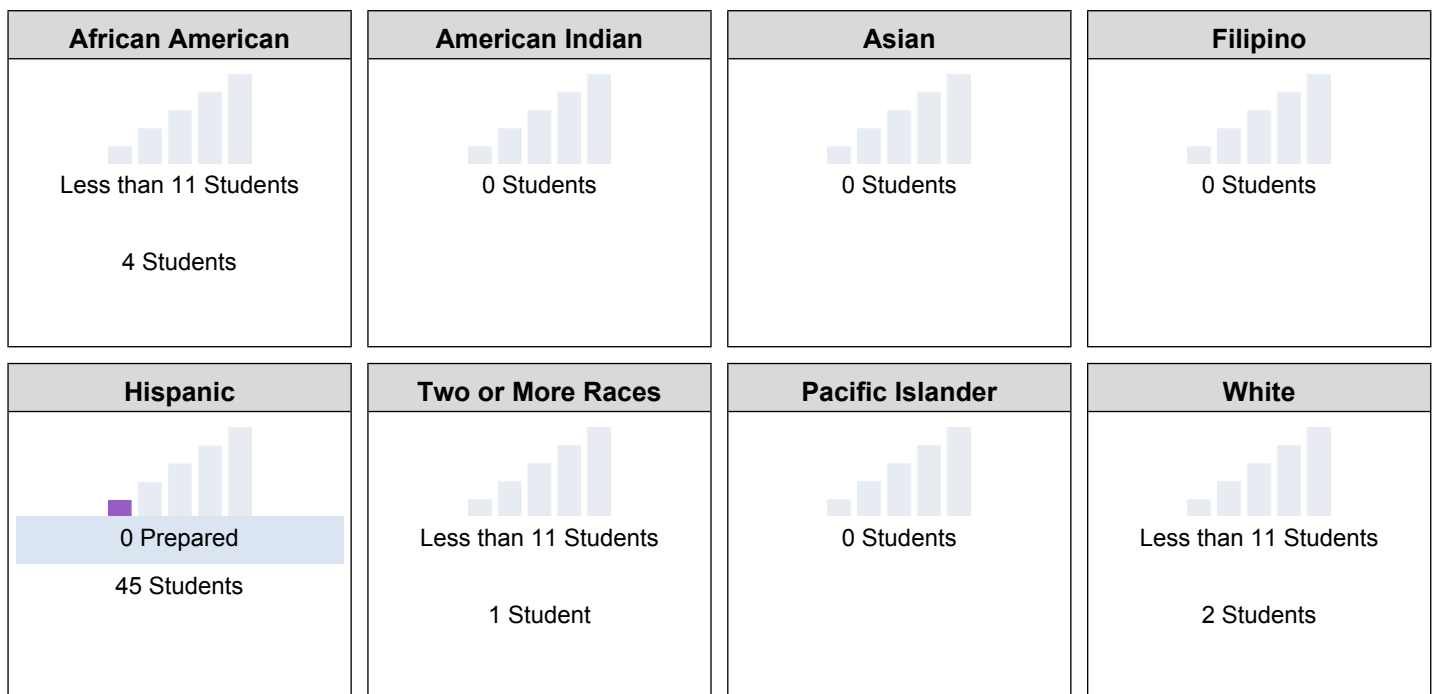 African American
Less than 11 Students
4 Students
American Indian
0 Students
Asian
0 Students
Filipino
0 Students
Hispanic
0 Prepared
45 Students
Two or More Races
Less than 11 Students
1 Student
Pacific Islander
0 Students
White
Less than 11 Students
2 Students